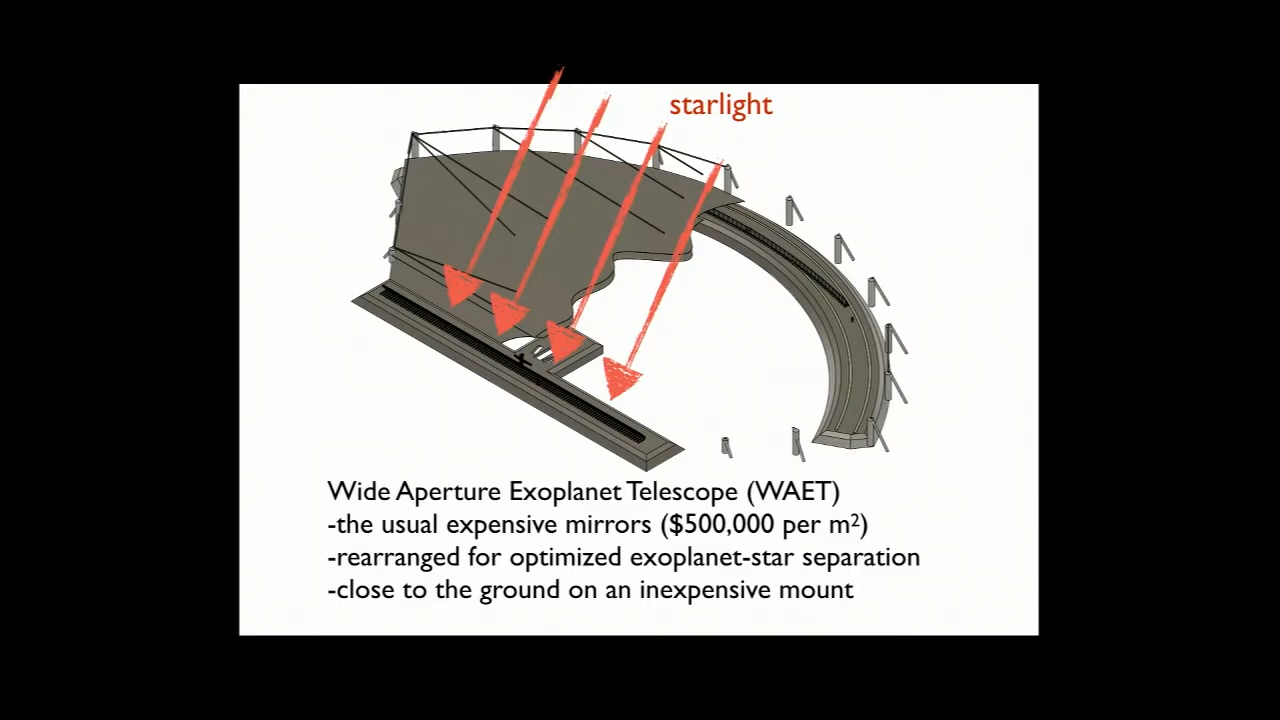 starlight
Wide Aperture Exoplanet Telescope (WAET)
-the usual expensive mirrors ($500,000 per m²)
-rearranged for optimized exoplanet-star separation
-close to the ground on an inexpensive mount